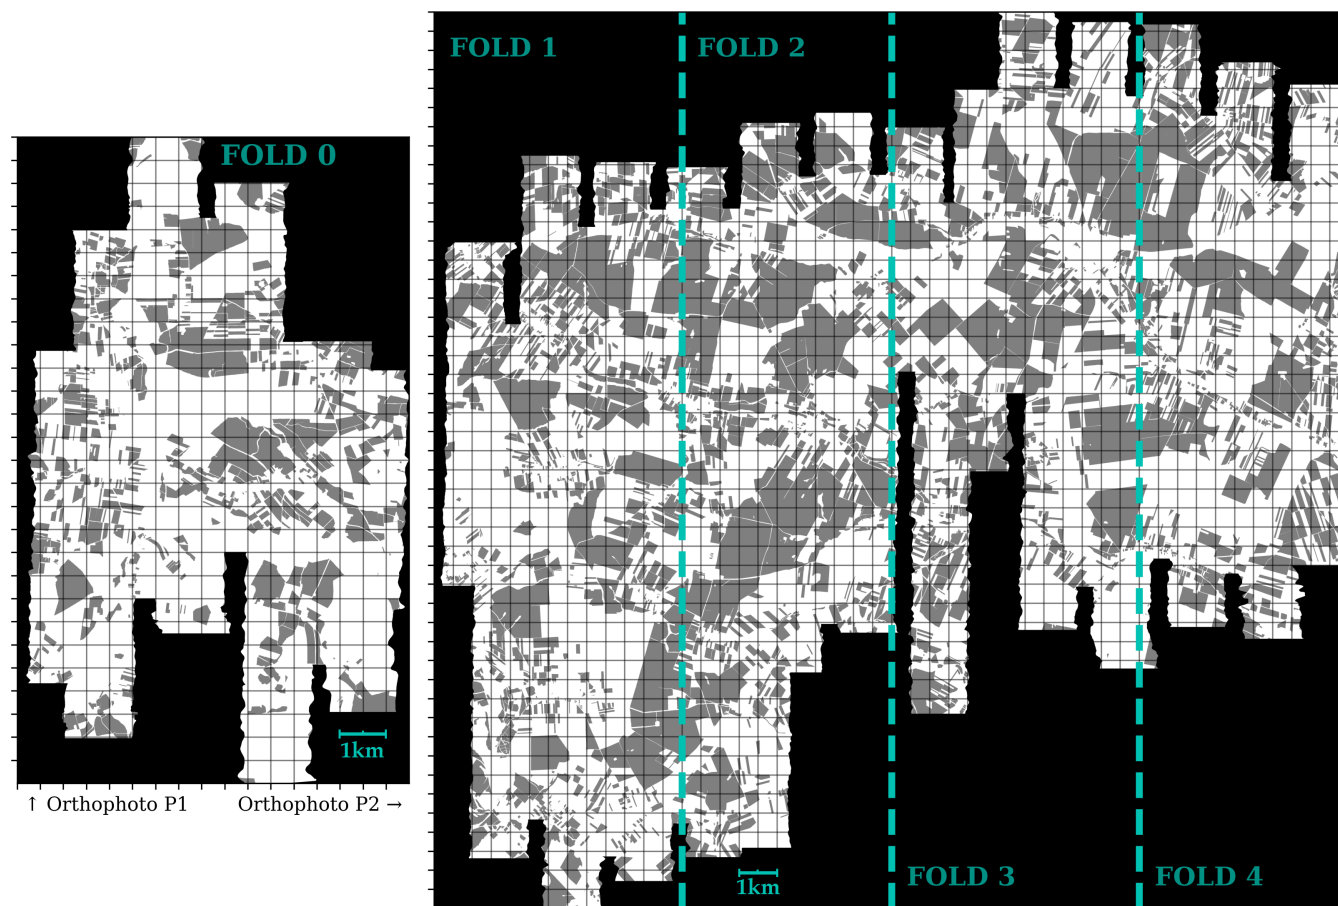 FOLD 1
FOLD 2
FOLD 0
1km
↑ Orthophoto P1
Orthophoto P2 →
1km
FOLD 3
FOLD 4